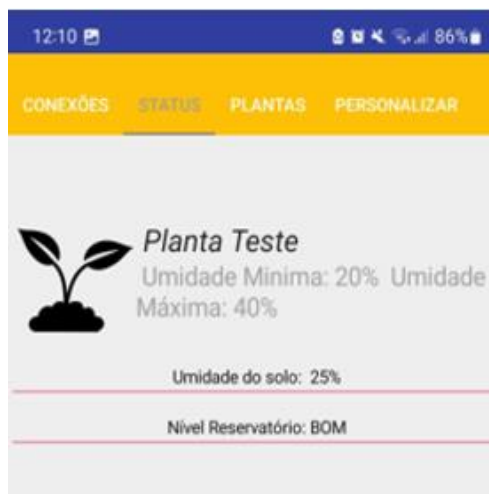 12:10 86%
CONEXÕES STATUS PLANTAS PERSONALIZAR
Planta Teste
Umidade Minima: 20% Umidade
Máxima: 40%
Umidade do solo: 25%
Nível Reservatório: BOM